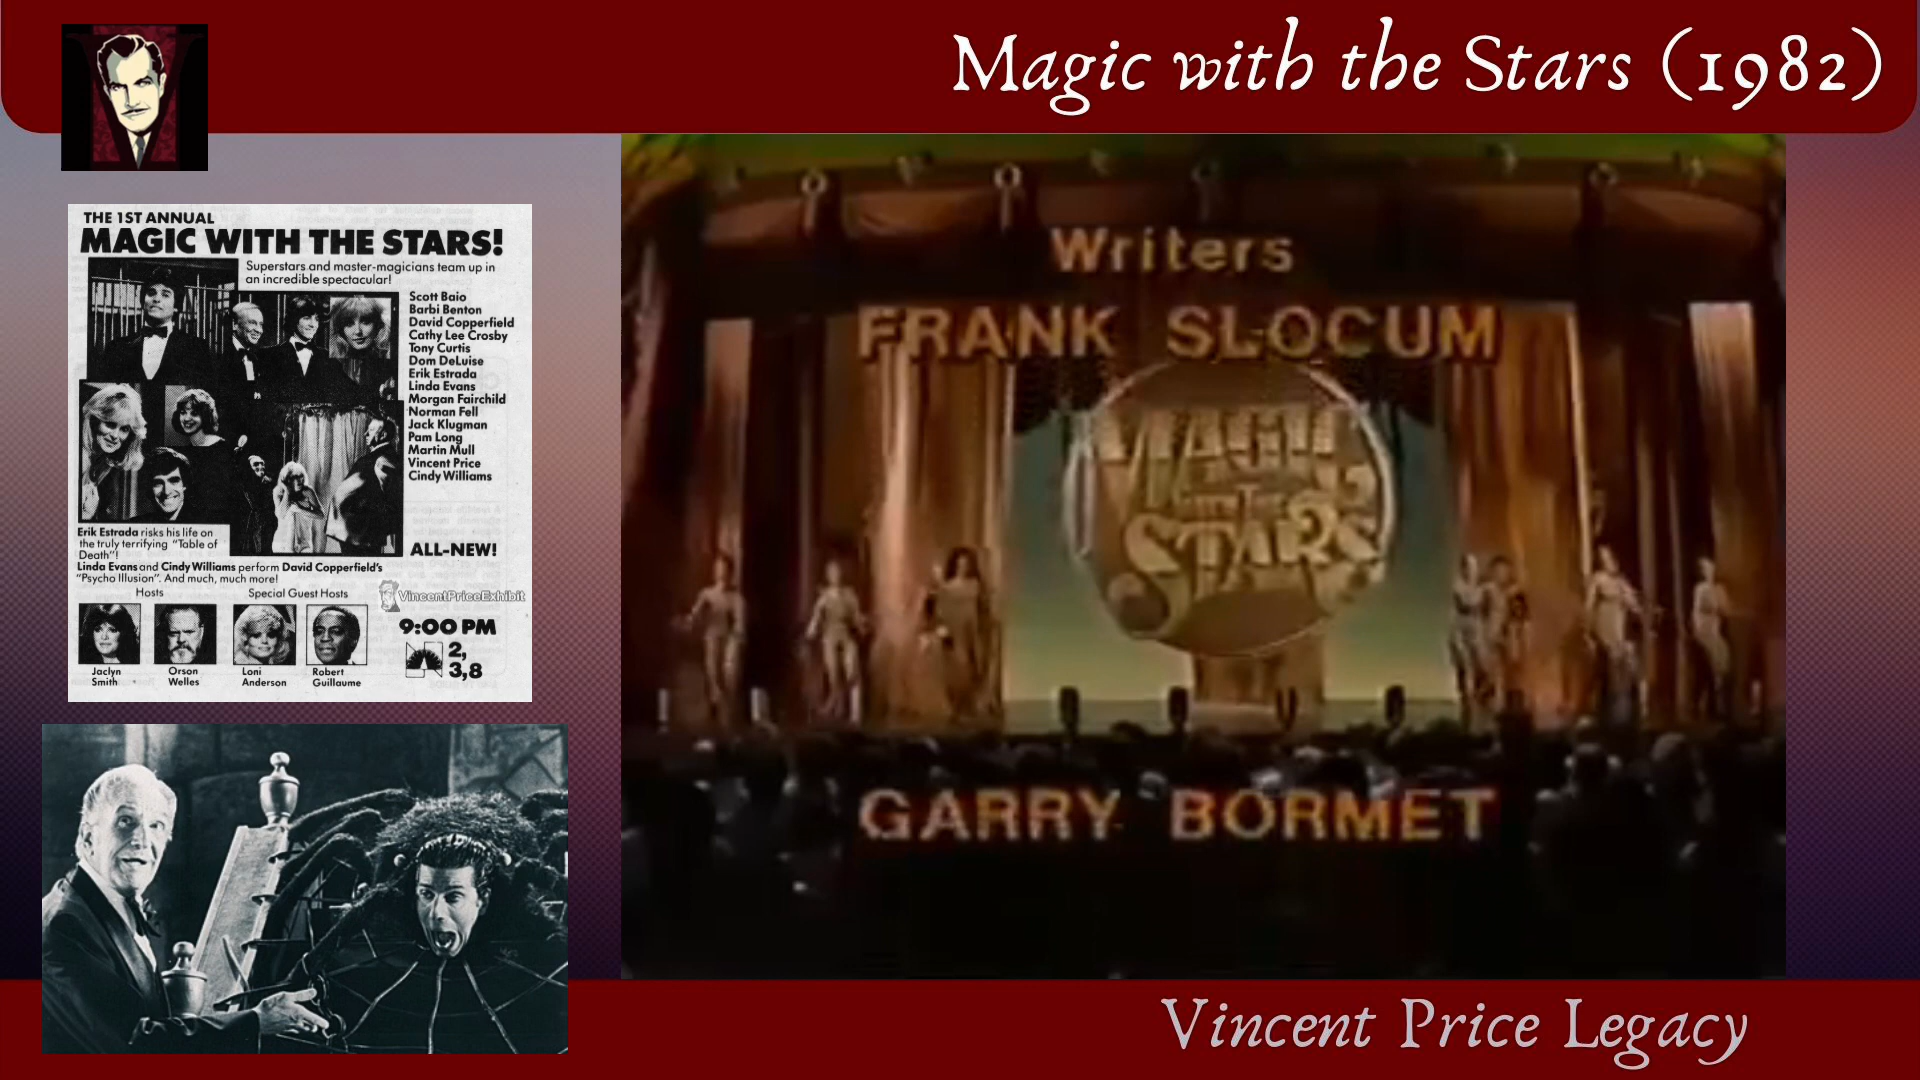 Magic with the Stars (1982)
THE 1ST ANNUAL
MAGIC WITH THE STARS!
Superstars and master-magicians team up in
an incredible spectacular!
Scott Baio
Barbi Benton
David Copperfield
Cathy Lee Crosby
Tony Curtis
Dom DeLuise
Erik Estrada
Linda Evans
Morgan Fairchild
Norman Fell
Jack Klugman
Pam Long
Martin Mull
Vincent Price
Cindy Williams
Erik Estrada risks his life on
the truly terrifying "Table of
Death"!
Linda Evans and Cindy Williams perform David Copperfield's
"Psycho Illusion". And much, much more!
ALL-NEW!
Hosts
Special Guest Hosts
VincentPriceExhibit
Jaclyn
Smith
Orson
Welles
Loni
Anderson
Robert
Guillaume
9:00 PM
2,
3,8
Writers
FRANK SLOCUM
MAGIC
WITH THE
STARS
GARRY BORMET
Vincent Price Legacy